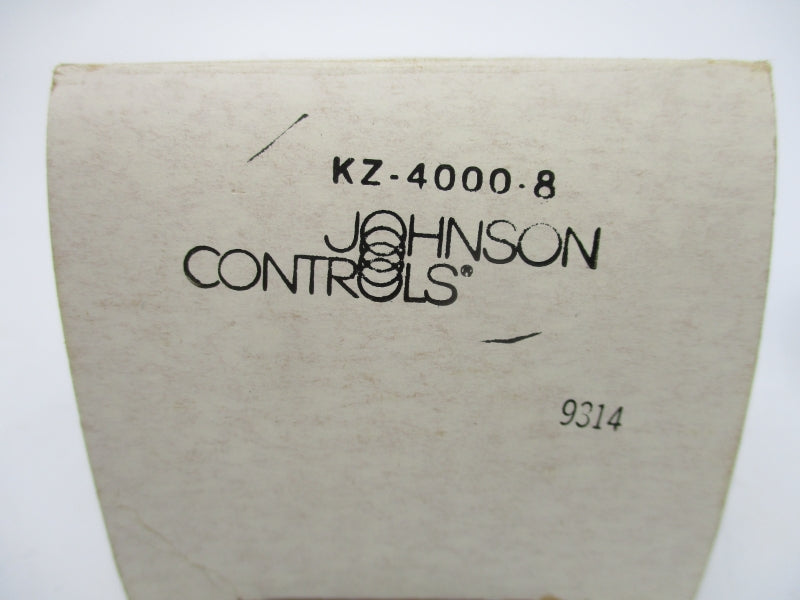 KZ-4000-8
JOHNSON
CONTROLS®
9314